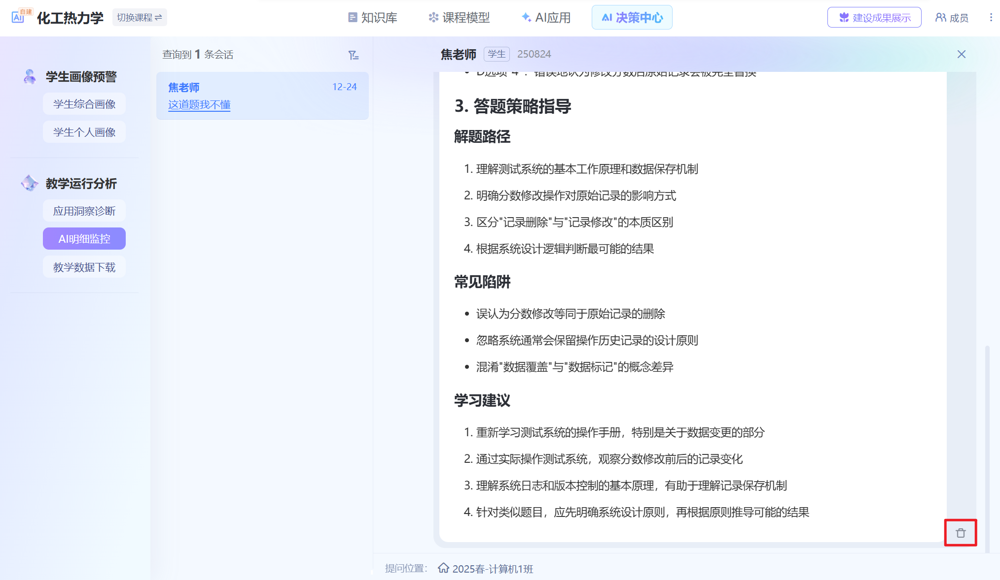 自建
AI
化工热力学
切换课程
知识库
课程模型
AI应用
AI 决策中心
建设成果展示
成员
学生画像预警
学生综合画像
学生个人画像
教学运行分析
应用洞察诊断
AI明细监控
教学数据下载
查询到 1 条会话
焦老师
12-24
这道题我不懂
焦老师
学生
250824
3. 答题策略指导
解题路径
1. 理解测试系统的基本工作原理和数据保存机制
2. 明确分数修改操作对原始记录的影响方式
3. 区分"记录删除"与"记录修改"的本质区别
4. 根据系统设计逻辑判断最可能的结果
常见陷阱
• 误认为分数修改等同于原始记录的删除
• 忽略系统通常会保留操作历史记录的设计原则
• 混淆"数据覆盖"与"数据标记"的概念差异
学习建议
1. 重新学习测试系统的操作手册，特别是关于数据变更的部分
2. 通过实际操作测试系统，观察分数修改前后的记录变化
3. 理解系统日志和版本控制的基本原理，有助于理解记录保存机制
4. 针对类似题目，应先明确系统设计原则，再根据原则推导可能的结果
提问位置：
2025春-计算机1班